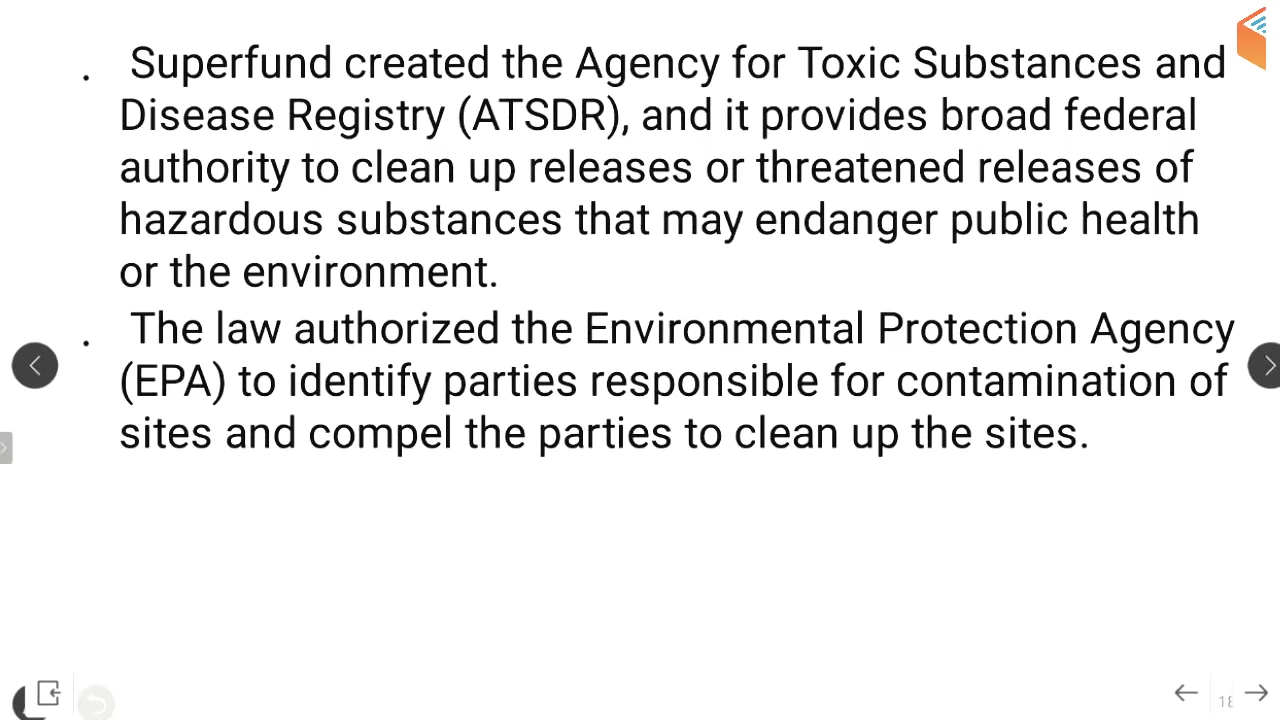 . Superfund created the Agency for Toxic Substances and
Disease Registry (ATSDR), and it provides broad federal
authority to clean up releases or threatened releases of
hazardous substances that may endanger public health
or the environment.
. The law authorized the Environmental Protection Agency
(EPA) to identify parties responsible for contamination of
sites and compel the parties to clean up the sites.